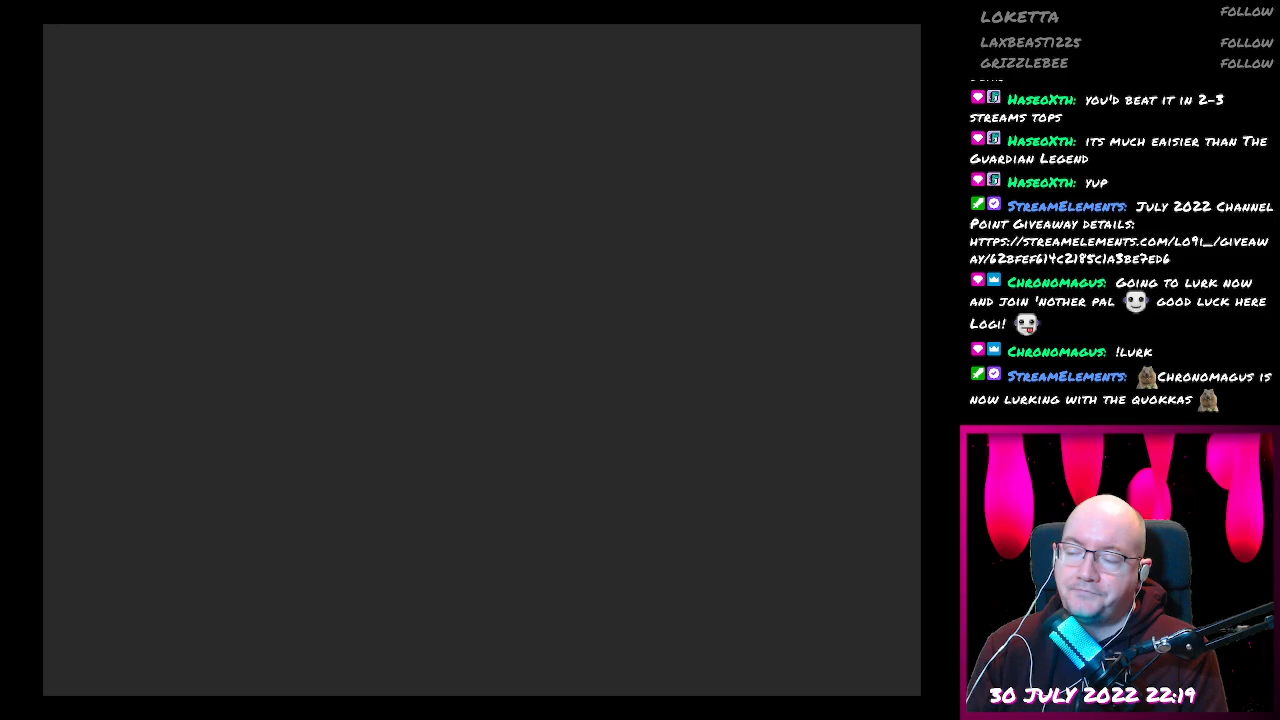 LOKETTA FOLLOW
LAXBEAST1225 FOLLOW
GRIZZLEBEE FOLLOW
HASEOXTH: YOU'D BEAT IT IN 2-3
STREAMS TOPS
HASEOXTH: ITS MUCH EAISIER THAN THE
GUARDIAN LEGEND
HASEOXTH: YUP
STREAMELEMENTS: JULY 2022 CHANNEL
POINT GIVEAWAY DETAILS:
HTTPS://STREAMELEMENTS.COM/L09I_/GIVEAW
AY/628FEF614C2185C1A3BE7ED6
CHRONOMAGUS: GOING TO LURK NOW
AND JOIN 'NOTHER PAL GOOD LUCK HERE
LOGI!
CHRONOMAGUS: !LURK
STREAMELEMENTS: CHRONOMAGUS IS
NOW LURKING WITH THE QUOKKAS
30 JULY 2022 22:19